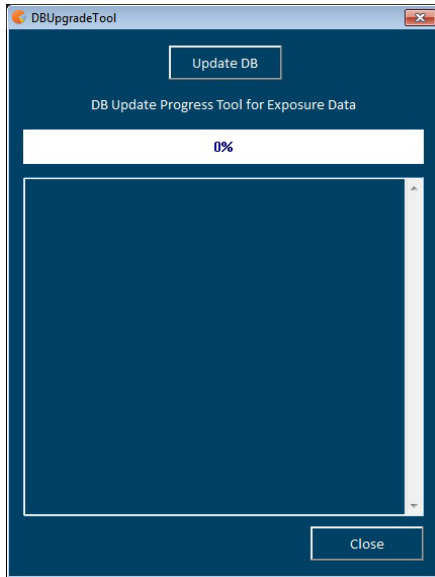 DBUpgradeTool
Update DB
DB Update Progress Tool for Exposure Data
0%
Close